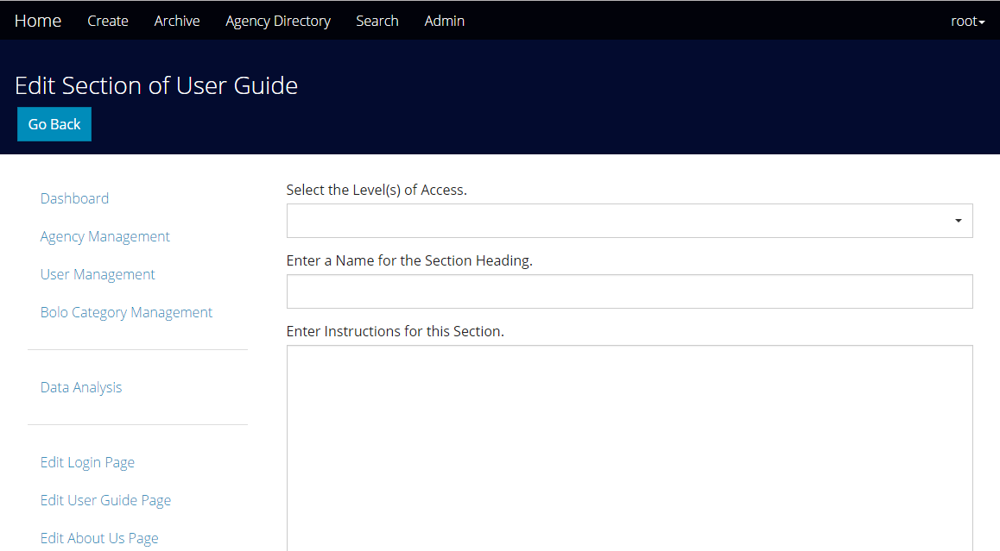 Home Create Archive Agency Directory Search Admin root
Edit Section of User Guide
Go Back
Dashboard
Agency Management
User Management
Bolo Category Management
Data Analysis
Edit Login Page
Edit User Guide Page
Edit About Us Page
Select the Level(s) of Access.
Enter a Name for the Section Heading.
Enter Instructions for this Section.